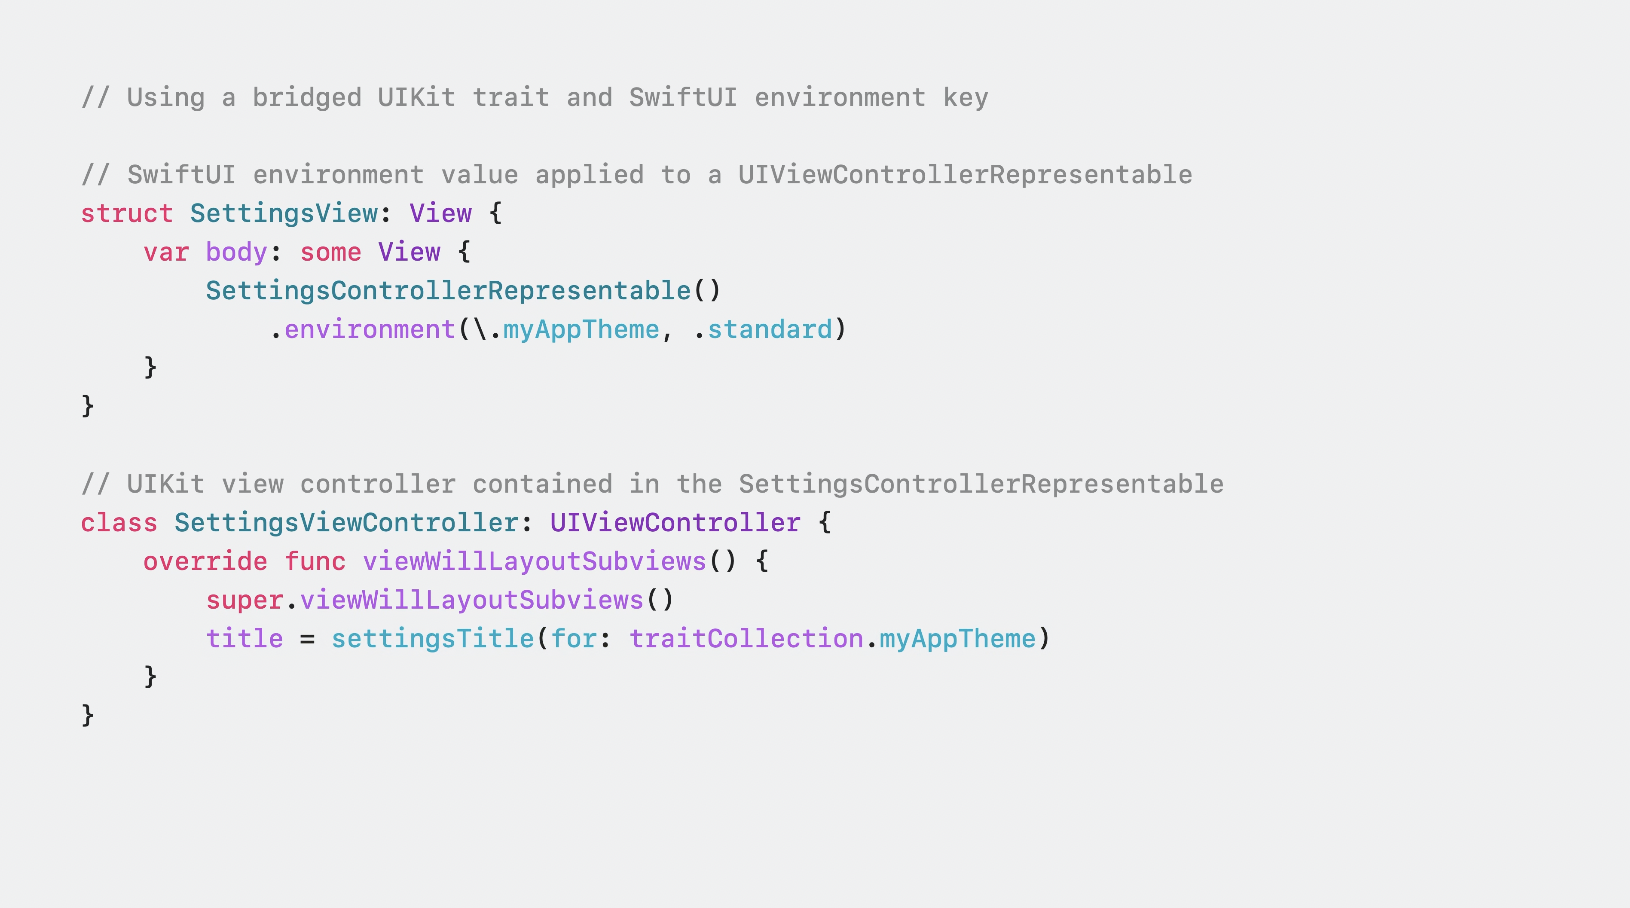 // Using a bridged UIKit trait and SwiftUI environment key

// SwiftUI environment value applied to a UIViewControllerRepresentable
struct SettingsView: View {
    var body: some View {
        SettingsControllerRepresentable()
            .environment(\.myAppTheme, .standard)
    }
}

// UIKit view controller contained in the SettingsControllerRepresentable
class SettingsViewController: UIViewController {
    override func viewWillLayoutSubviews() {
        super.viewWillLayoutSubviews()
        title = settingsTitle(for: traitCollection.myAppTheme)
    }
}